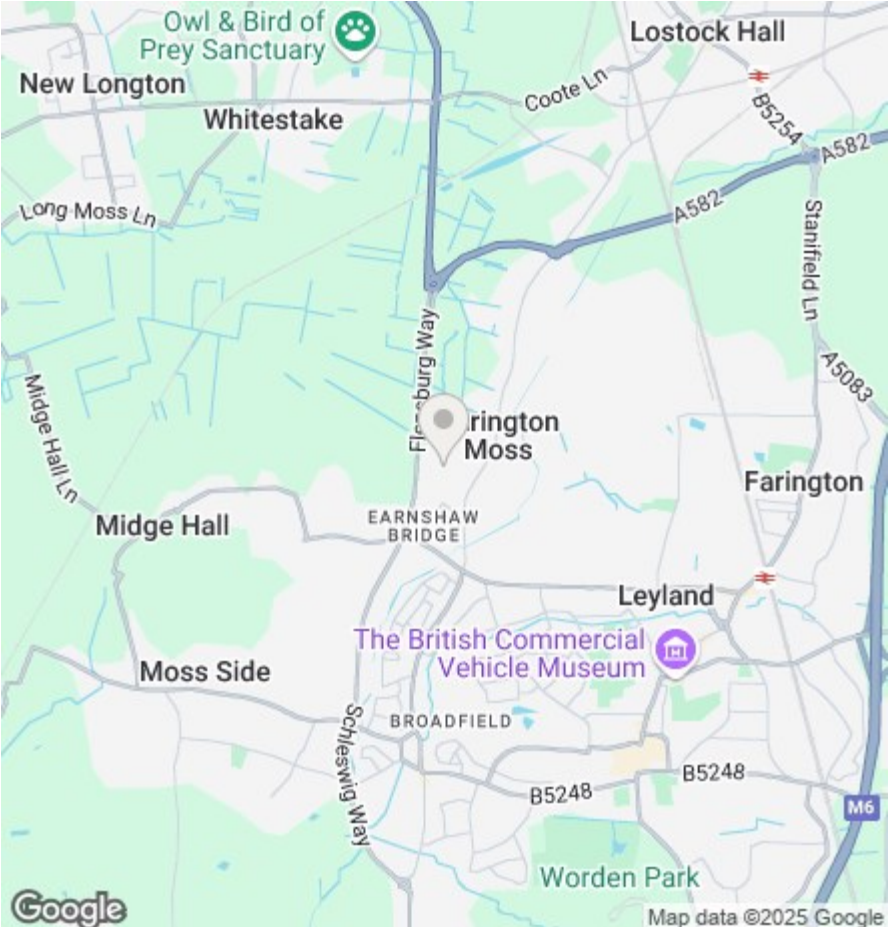 Owl & Bird of
Prey Sanctuary
Lostock Hall
New Longton
Coote Ln
Whitestake
B5254
A582
A582
Long Moss Ln
Stanifield Ln
Flensburg Way
A5083
Midge Hall Ln
rington
Moss
Farington
Midge Hall
EARNSHAW
BRIDGE
Leyland
The British Commercial
Vehicle Museum
Moss Side
BROADFIELD
Schleswig Way
B5248
B5248
M6
Worden Park
Google
Map data ©2025 Google